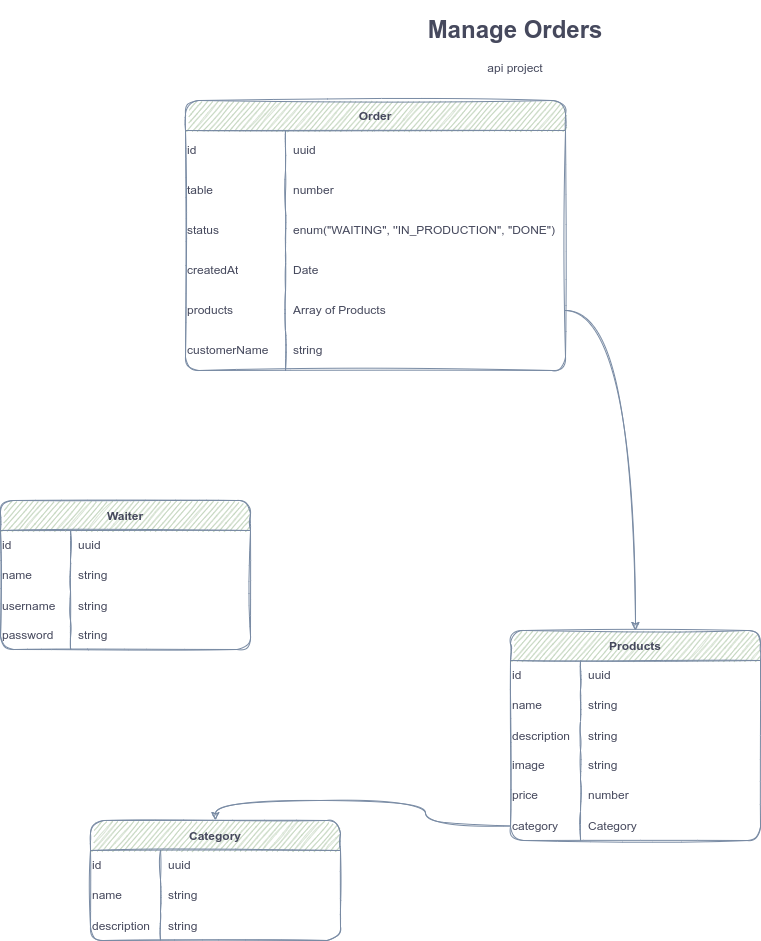 Manage Orders
api project
Order
id uuid
table number
status enum("WAITING", "IN_PRODUCTION", "DONE")
createdAt Date
products Array of Products
customerName string
Waiter
id uuid
name string
username string
password string
Products
id uuid
name string
description string
image string
price number
category Category
Category
id uuid
name string
description string